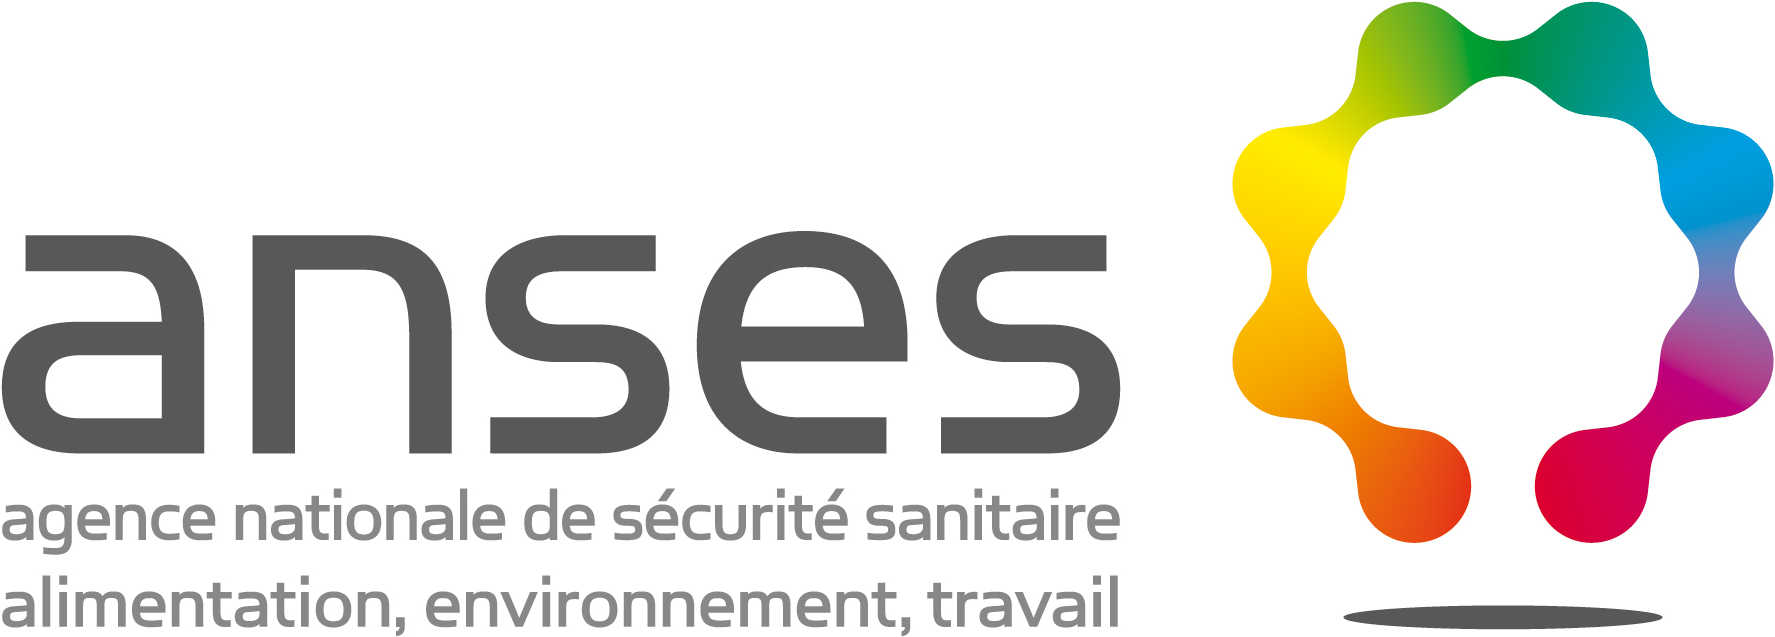 anses
agence nationale de sécurité sanitaire
alimentation, environnement, travail